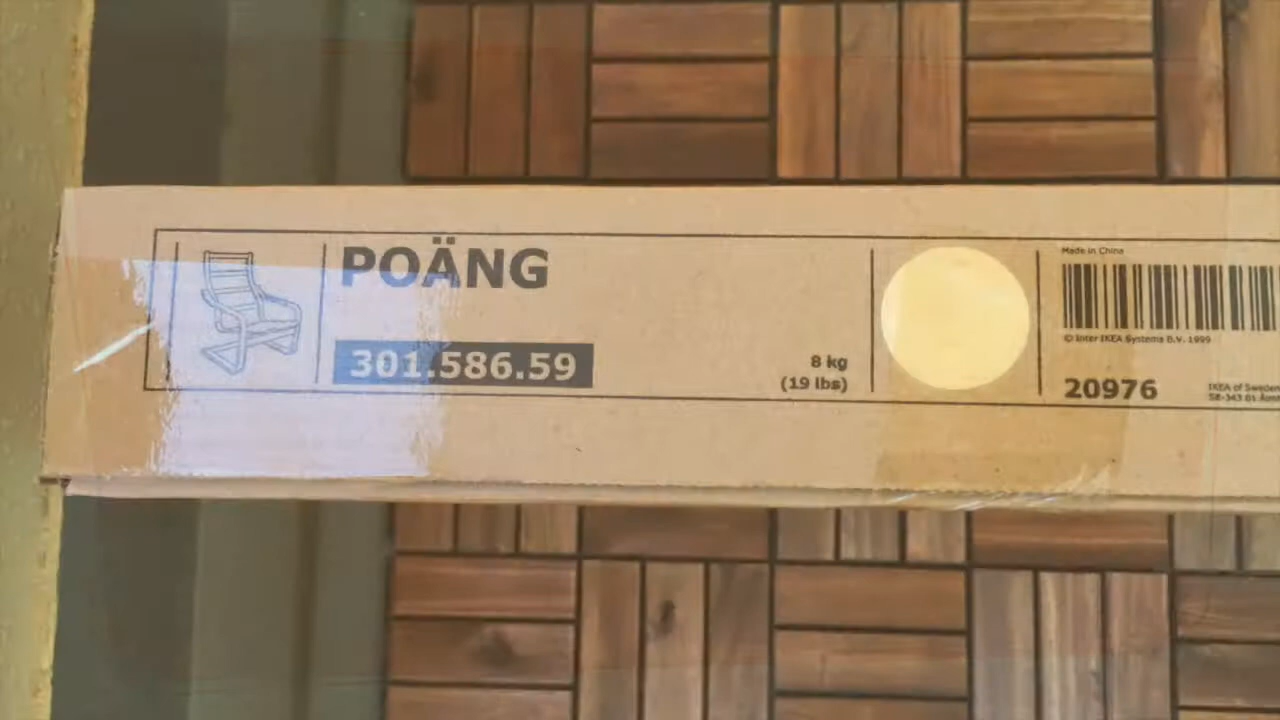 POÄNG
301.586.59
8 kg
(19 lbs)
Made in China
© Inter IKEA Systems B.V. 1999
20976
IKEA of Sweden